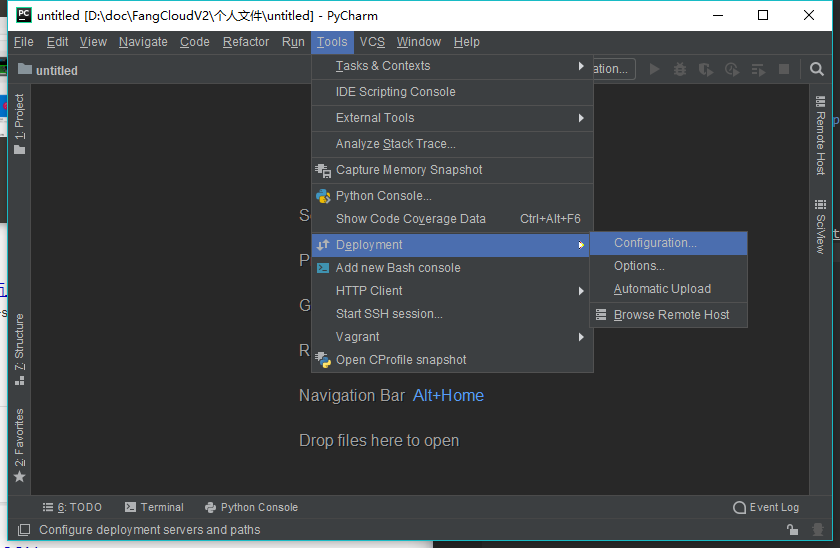 untitled [D:\doc\FangCloudV2\个人文件\untitled] - PyCharm
File Edit View Navigate Code Refactor Run Tools VCS Window Help
untitled
ation...
Tasks & Contexts
IDE Scripting Console
External Tools
Analyze Stack Trace...
Capture Memory Snapshot
Python Console...
Show Code Coverage Data Ctrl+Alt+F6
Deployment
Add new Bash console
HTTP Client
Start SSH session...
Vagrant
Open CProfile snapshot
Configuration...
Options...
Automatic Upload
Browse Remote Host
1: Project
7: Structure
2: Favorites
Remote Host
SciView
S
P
G
R
Navigation Bar Alt+Home
Drop files here to open
6: TODO Terminal Python Console Event Log
Configure deployment servers and paths